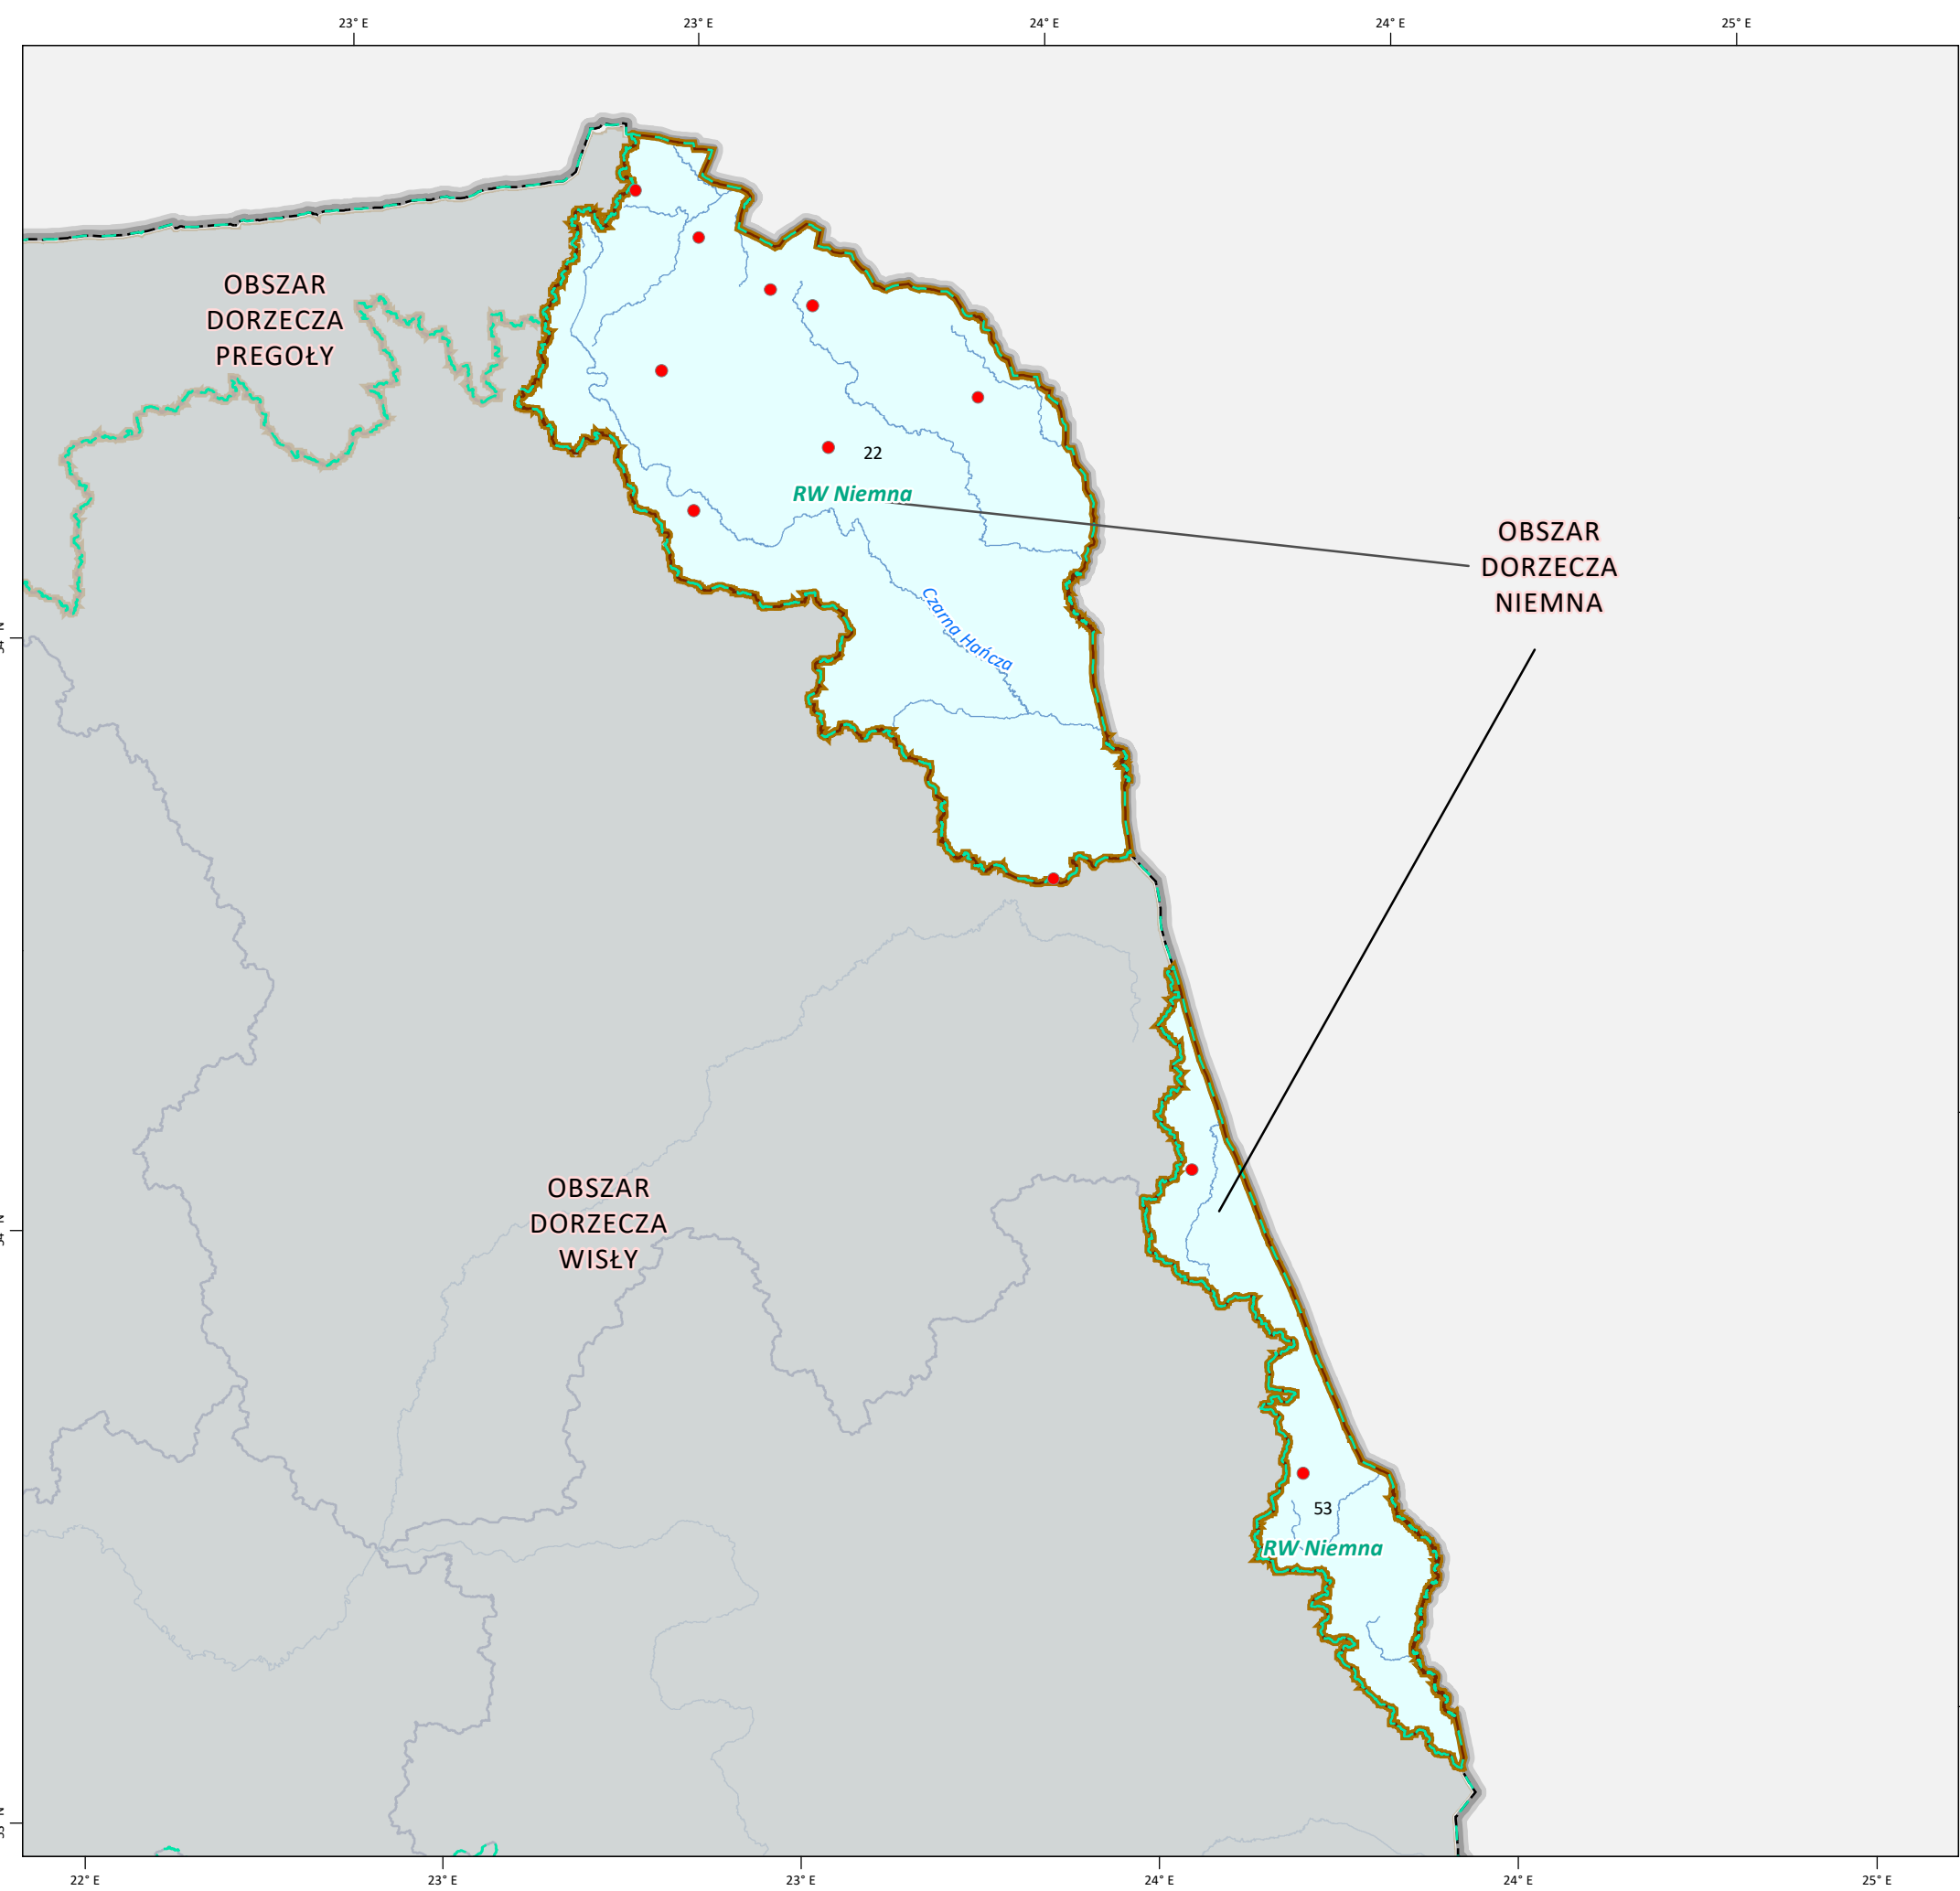 23° E
23° E
24° E
24° E
25° E
OBSZAR
DORZECZA
PREGOŁY
22
RW Niemna
OBSZAR
DORZECZA
NIEMNA
Czarna Hańcza
OBSZAR
DORZECZA
WISŁY
53
RW Niemna
22° E
23° E
23° E
24° E
24° E
25° E